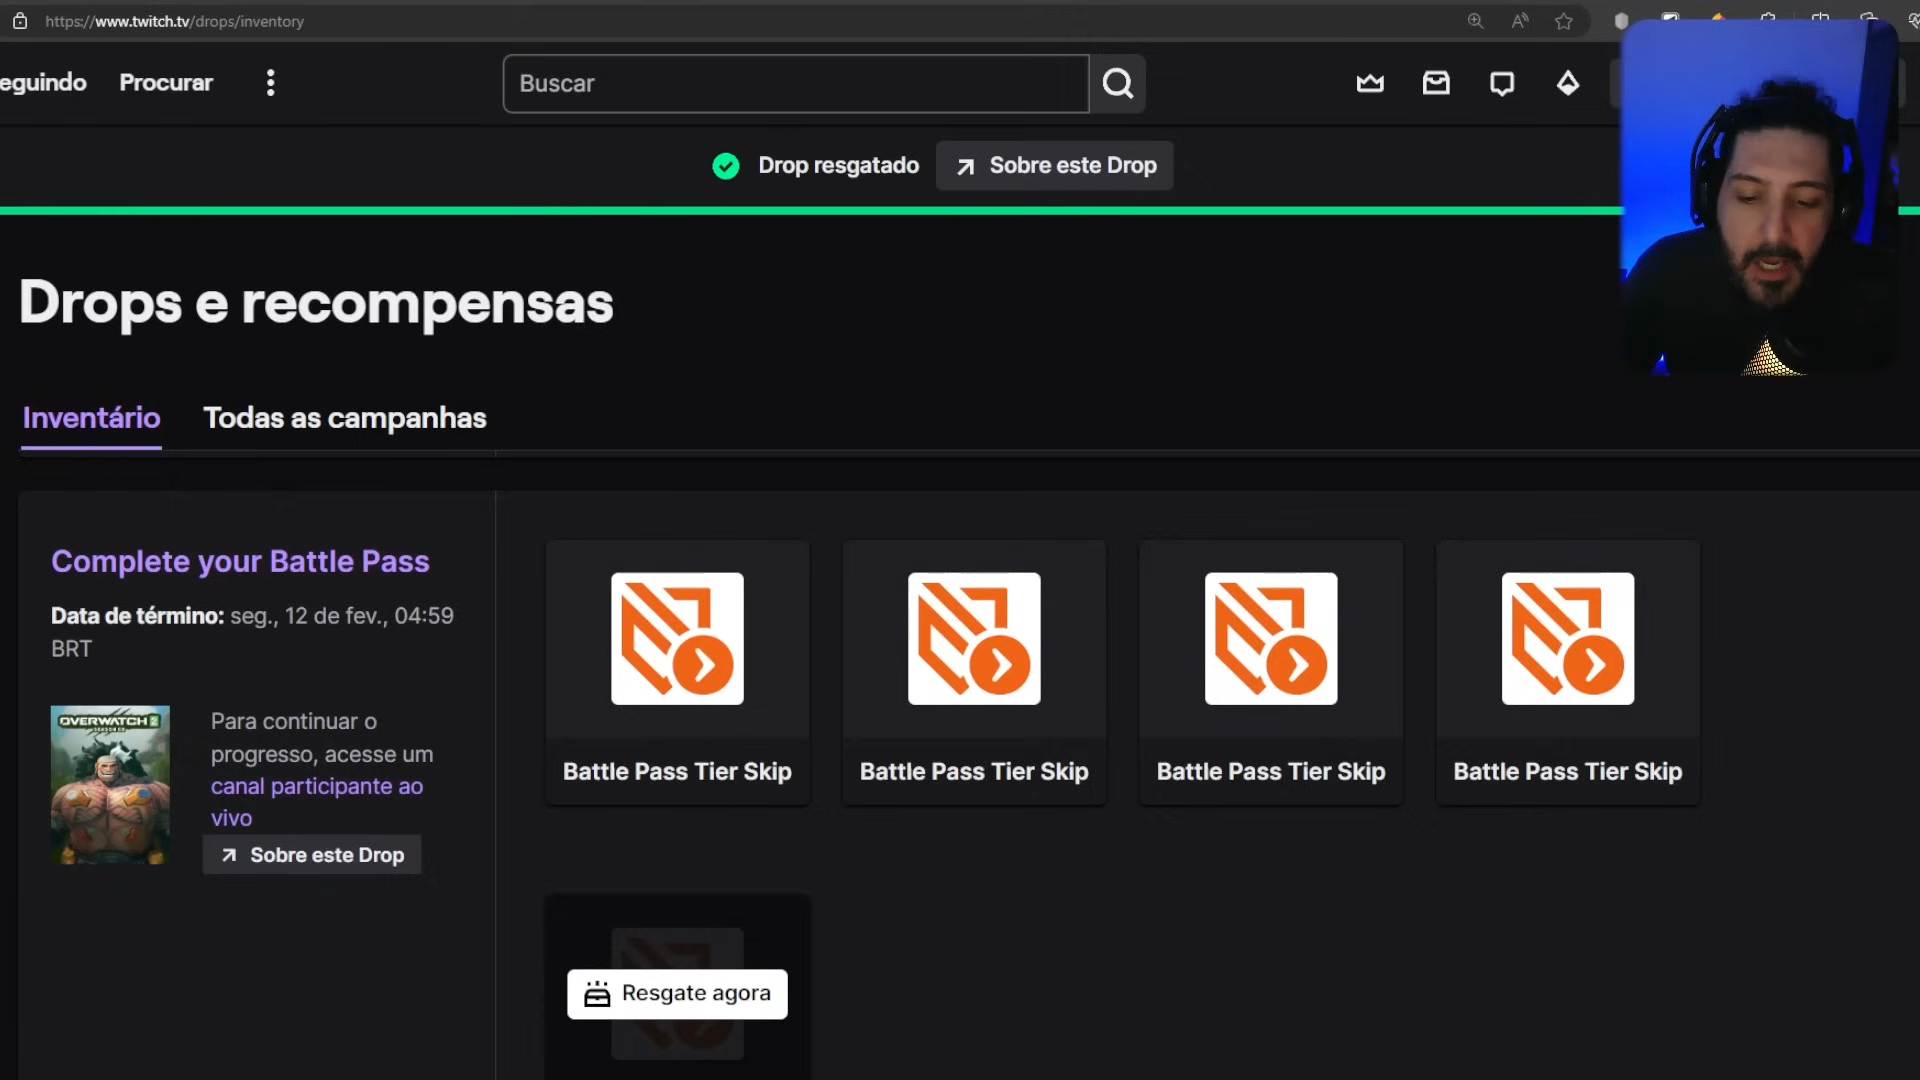 https://www.twitch.tv/drops/inventory
eguindo Procurar Buscar
Drop resgatado Sobre este Drop
Drops e recompensas
Inventário Todas as campanhas
Complete your Battle Pass
Data de término: seg., 12 de fev., 04:59
BRT
OVERWATCH 2
Para continuar o
progresso, acesse um
canal participante ao
vivo
Sobre este Drop
Battle Pass Tier Skip Battle Pass Tier Skip Battle Pass Tier Skip Battle Pass Tier Skip
Resgate agora